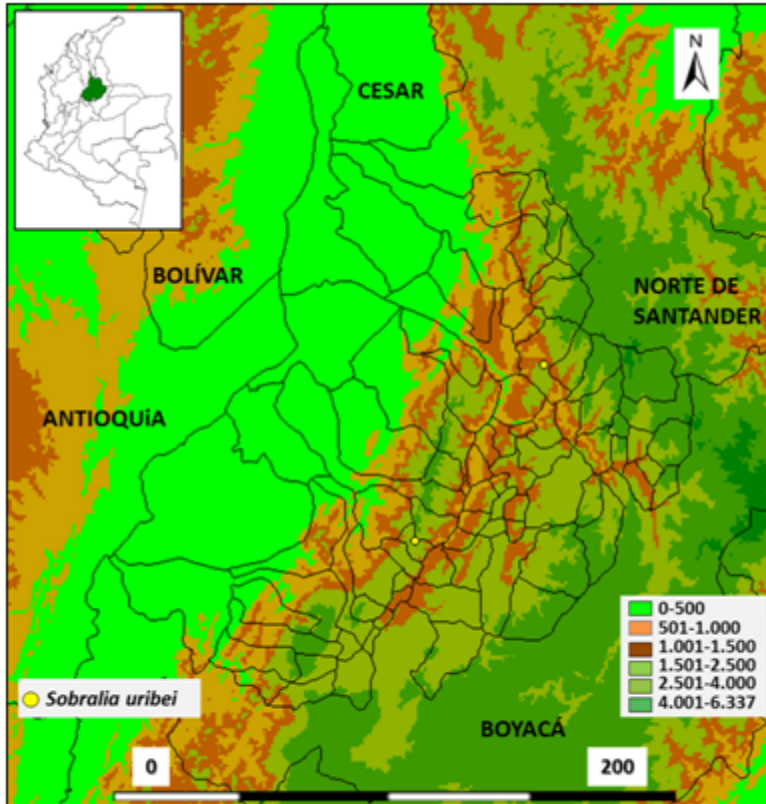 N
CESAR
BOLÍVAR
NORTE DE
SANTANDER
ANTIOQUiA
0-500
501-1.000
1.001-1.500
1.501-2.500
2.501-4.000
4.001-6.337
Sobralia uribei
BOYACÁ
0 200